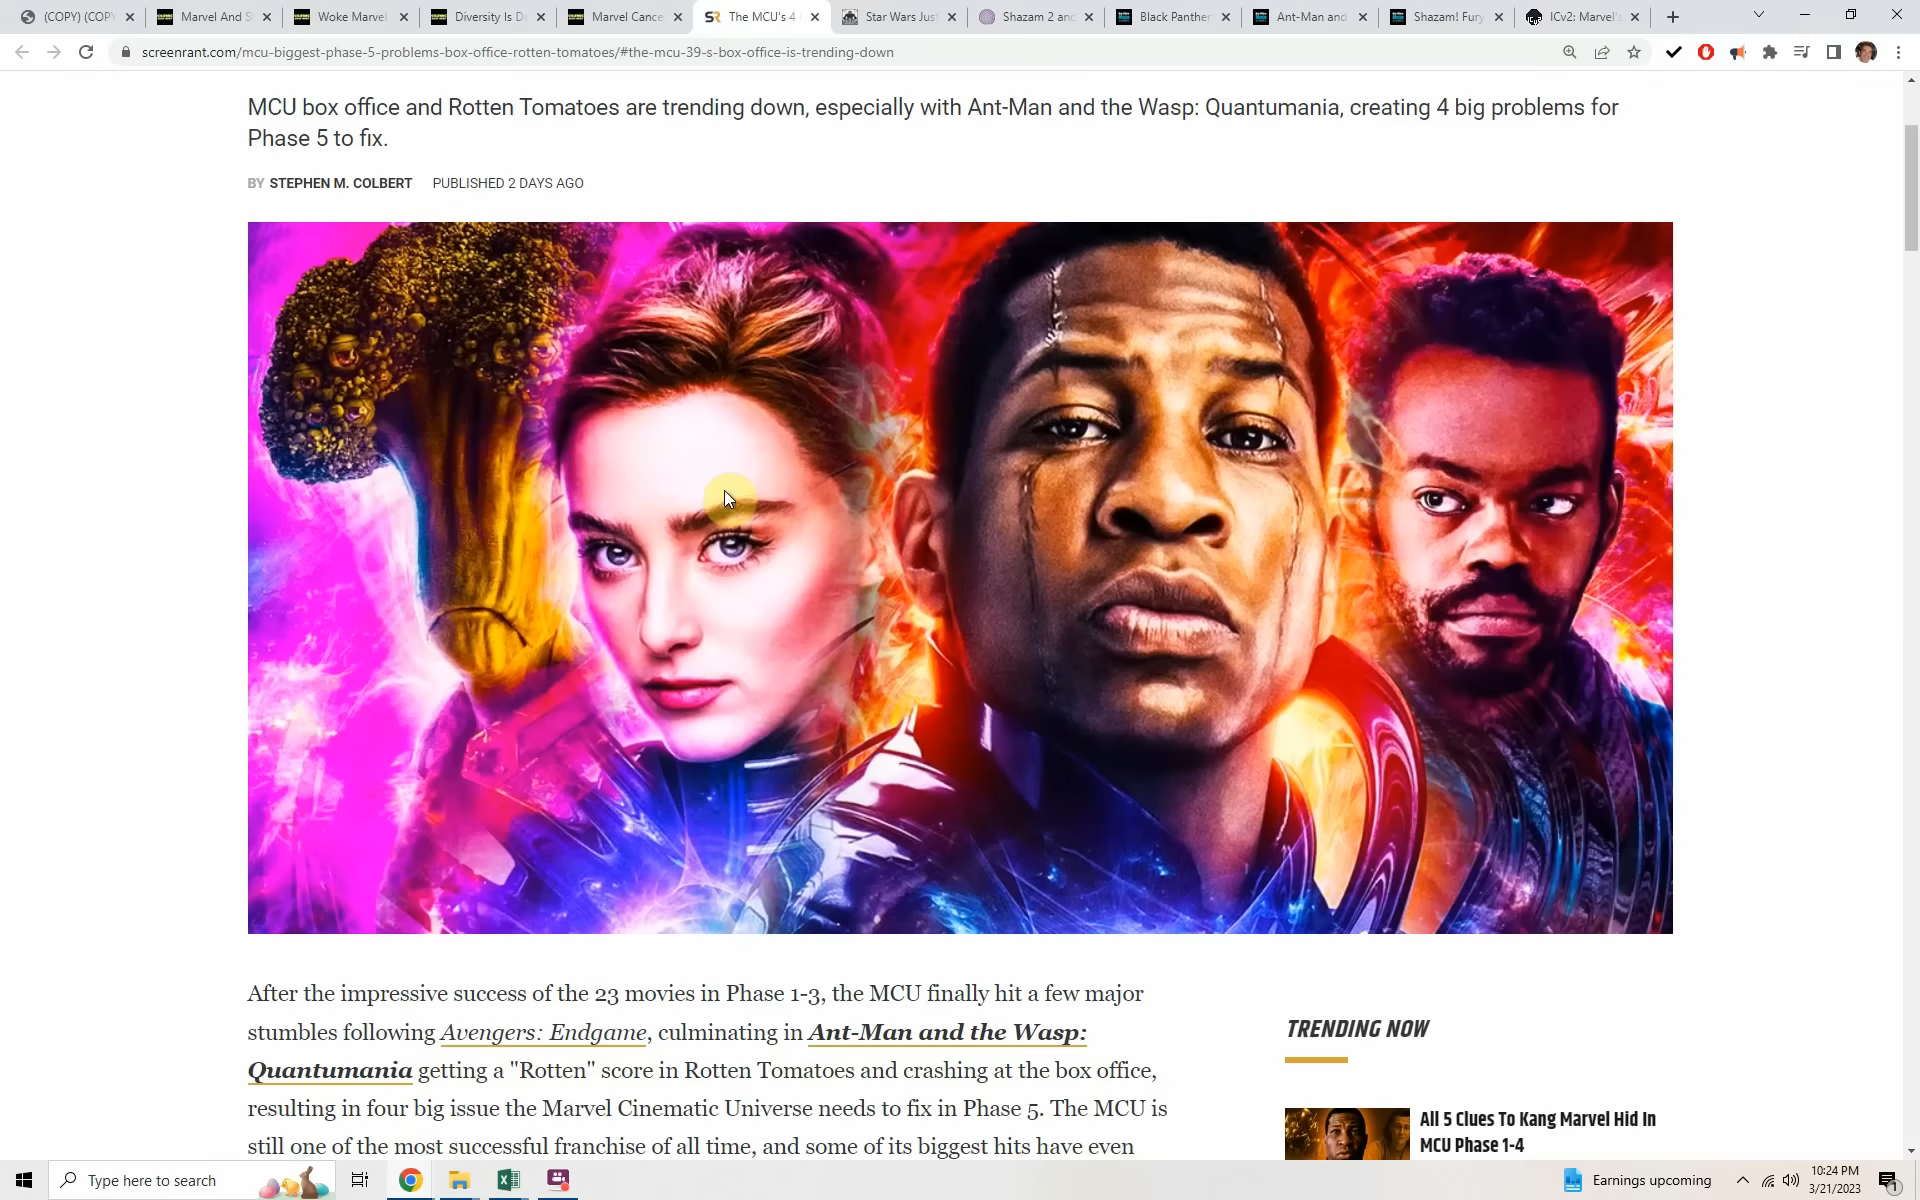 (COPY) (COPY
Marvel And S
Woke Marvel
Diversity Is De
Marvel Cance
SR The MCU's 4
Star Wars Just
Shazam 2 and
Black Panther
Ant-Man and
Shazam! Fury
ICv2: Marvel's
screenrant.com/mcu-biggest-phase-5-problems-box-office-rotten-tomatoes/#the-mcu-39-s-box-office-is-trending-down
MCU box office and Rotten Tomatoes are trending down, especially with Ant-Man and the Wasp: Quantumania, creating 4 big problems for
Phase 5 to fix.
BY STEPHEN M. COLBERT PUBLISHED 2 DAYS AGO
After the impressive success of the 23 movies in Phase 1-3, the MCU finally hit a few major
stumbles following Avengers: Endgame, culminating in Ant-Man and the Wasp:
Quantumania getting a "Rotten" score in Rotten Tomatoes and crashing at the box office,
resulting in four big issue the Marvel Cinematic Universe needs to fix in Phase 5. The MCU is
still one of the most successful franchise of all time, and some of its biggest hits have even
TRENDING NOW
All 5 Clues To Kang Marvel Hid In
MCU Phase 1-4
Type here to search
Earnings upcoming
10:24 PM
3/21/2023
1